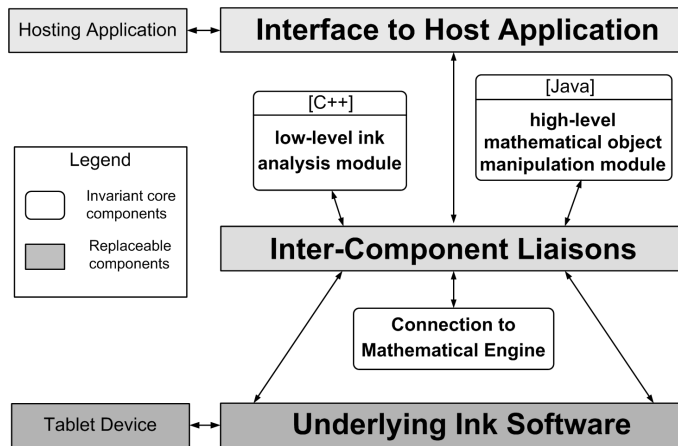 Hosting Application
Interface to Host Application
[C++]
low-level ink
analysis module
[Java]
high-level
mathematical object
manipulation module
Legend
Invariant core
components
Replaceable
components
Inter-Component Liaisons
Connection to
Mathematical Engine
Tablet Device
Underlying Ink Software